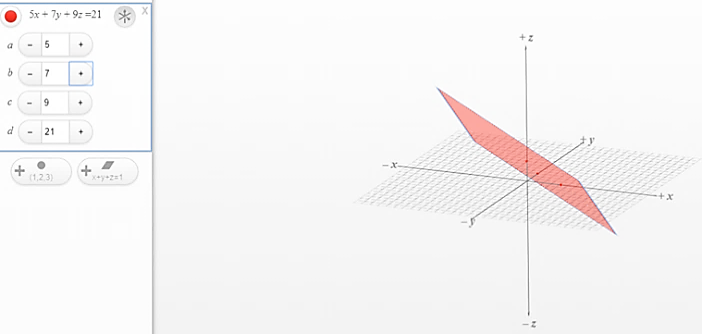 5x + 7y + 9z =21
X
a - 5 +
b - 7 +
c - 9 +
d - 21 +
+ (1;2;3) + x+y+z=1
+z
+y
-x
+x
-y
-z